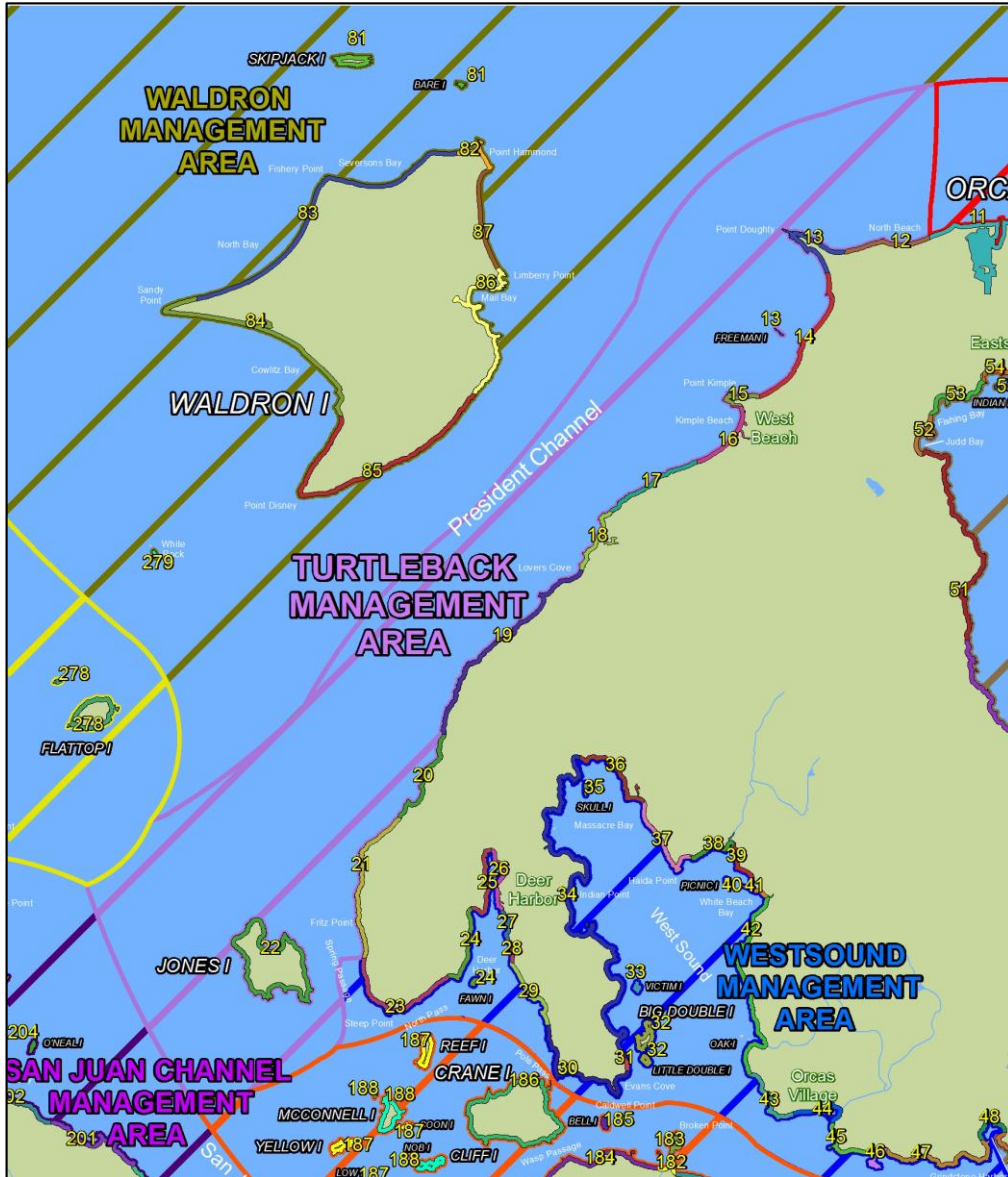 81
SKIPJACK I
81
BARE I
WALDRON
MANAGEMENT
AREA
82
Point Hammond
Seversons Bay
Fishery Point
83
87
North Bay
Limberry Point
86
Mail Bay
Sandy
Point
84
Cowlitz Bay
WALDRON I
85
Point Disney
President Channel
Point Doughty
13
North Beach
12
11
13
FREEMAN I
14
Point Kimple
15
Kimple Beach
West
Beach
16
17
18
Lovers Cove
54
53
INDIAN
Fishing Bay
52
Judd Bay
51
White
Rock
279
TURTLEBACK
MANAGEMENT
AREA
19
278
278
FLATTOP I
20
21
36
35
SKULL I
Massacre Bay
37
38
39
Haida Point
PICNIC I
40
41
White Beach
Bay
42
34
Indian Point
West Sound
26
25
Deer
Harbor
27
24
28
Deer
24
FAWN I
29
Fritz Point
22
JONES I
Spring Passage
23
Steep Point
North Pass
33
VICTIM I
WESTSOUND
MANAGEMENT
AREA
BIG DOUBLE I
32
32
LITTLE DOUBLE I
OAK I
31
30
Evans Cove
Caldwell Point
Orcas
Village
43
44
45
46
47
48
204
O'NEAL I
SAN JUAN CHANNEL
MANAGEMENT
AREA
201
San
187
REEF I
CRANE I
186
188
188
MCCONNELL I
187
COON I
YELLOW I
187
NOB I
188
CLIFF I
LOW
187
BELL I
185
Broken Point
183
182
184
Wasp Passage